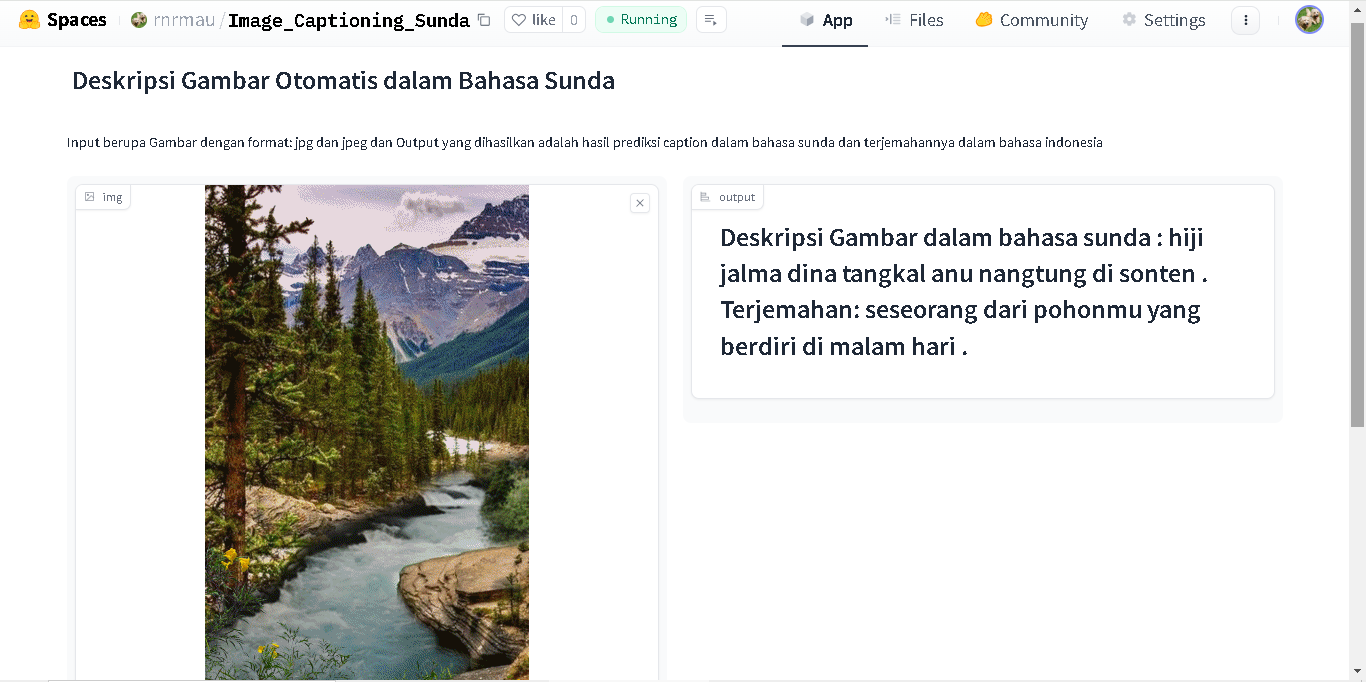 Spaces rnrmau/Image_Captioning_Sunda like 0 Running App Files Community Settings
Deskripsi Gambar Otomatis dalam Bahasa Sunda
Input berupa Gambar dengan format: jpg dan jpeg dan Output yang dihasilkan adalah hasil prediksi caption dalam bahasa sunda dan terjemahannya dalam bahasa indonesia
img
output
Deskripsi Gambar dalam bahasa sunda : hiji
jalma dina tangkal anu nangtung di sonten .
Terjemahan: seseorang dari pohonmu yang
berdiri di malam hari .